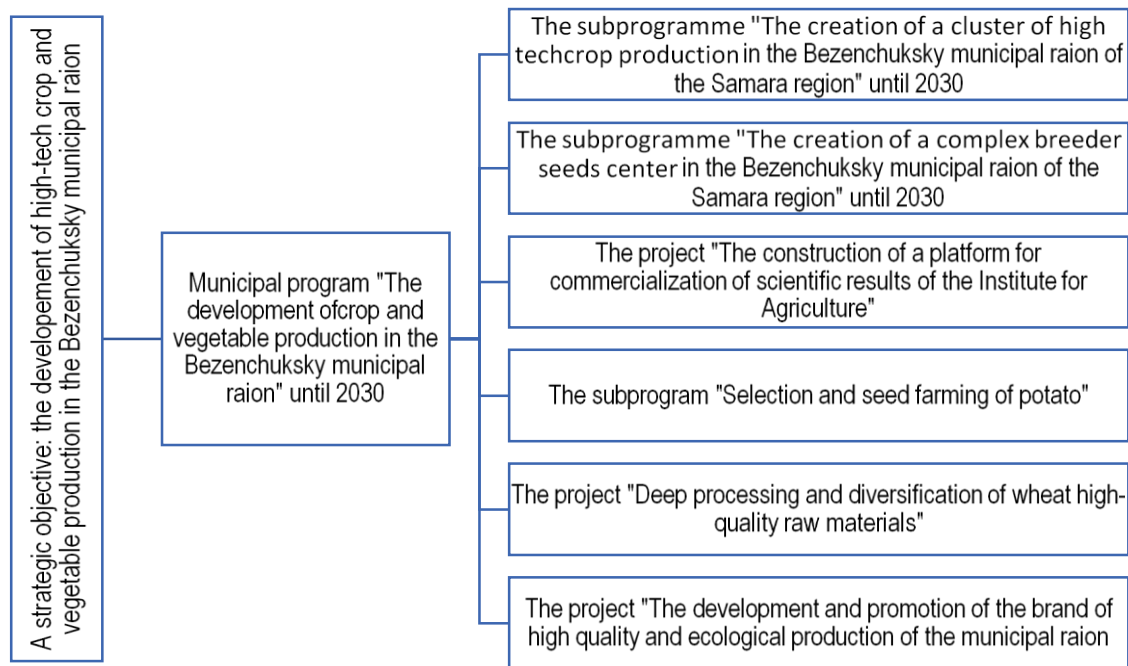 A strategic objective: the developement of high-tech crop and
vegetable production in the Bezenchuksky municipal raion
Municipal program "The
development ofcrop and
vegetable production in the
Bezenchuksky municipal
raion" until 2030
The subprogramme "The creation of a cluster of high
techcrop production in the Bezenchuksky municipal raion of
the Samara region" until 2030
The subprogramme "The creation of a complex breeder
seeds center in the Bezenchuksky municipal raion of the
Samara region" until 2030
The project "The construction of a platform for
commercialization of scientific results of the Institute for
Agriculture"
The subprogram "Selection and seed farming of potato"
The project "Deep processing and diversification of wheat high-
quality raw materials"
The project "The development and promotion of the brand of
high quality and ecological production of the municipal raion